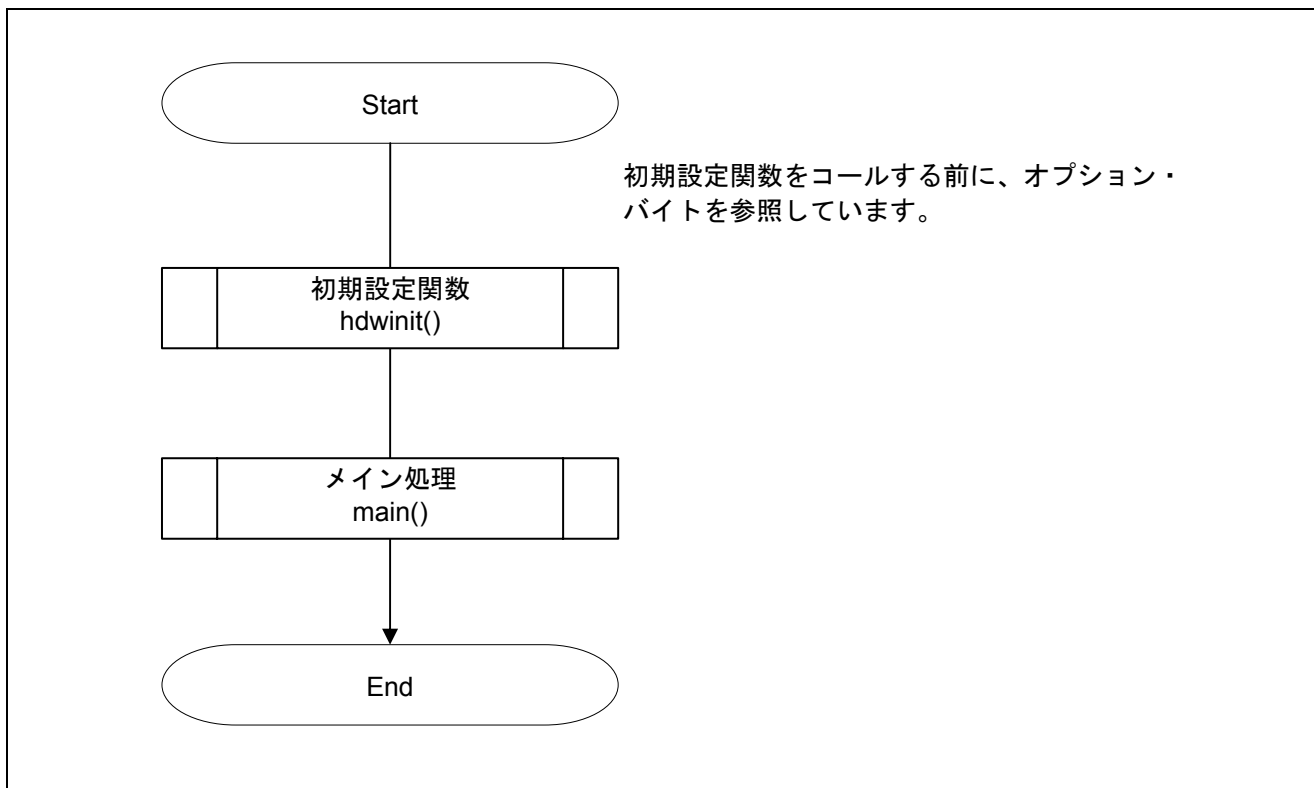 Start
初期設定関数をコールする前に、オプション・
バイトを参照しています。
初期設定関数
hdwinit()
メイン処理
main()
End